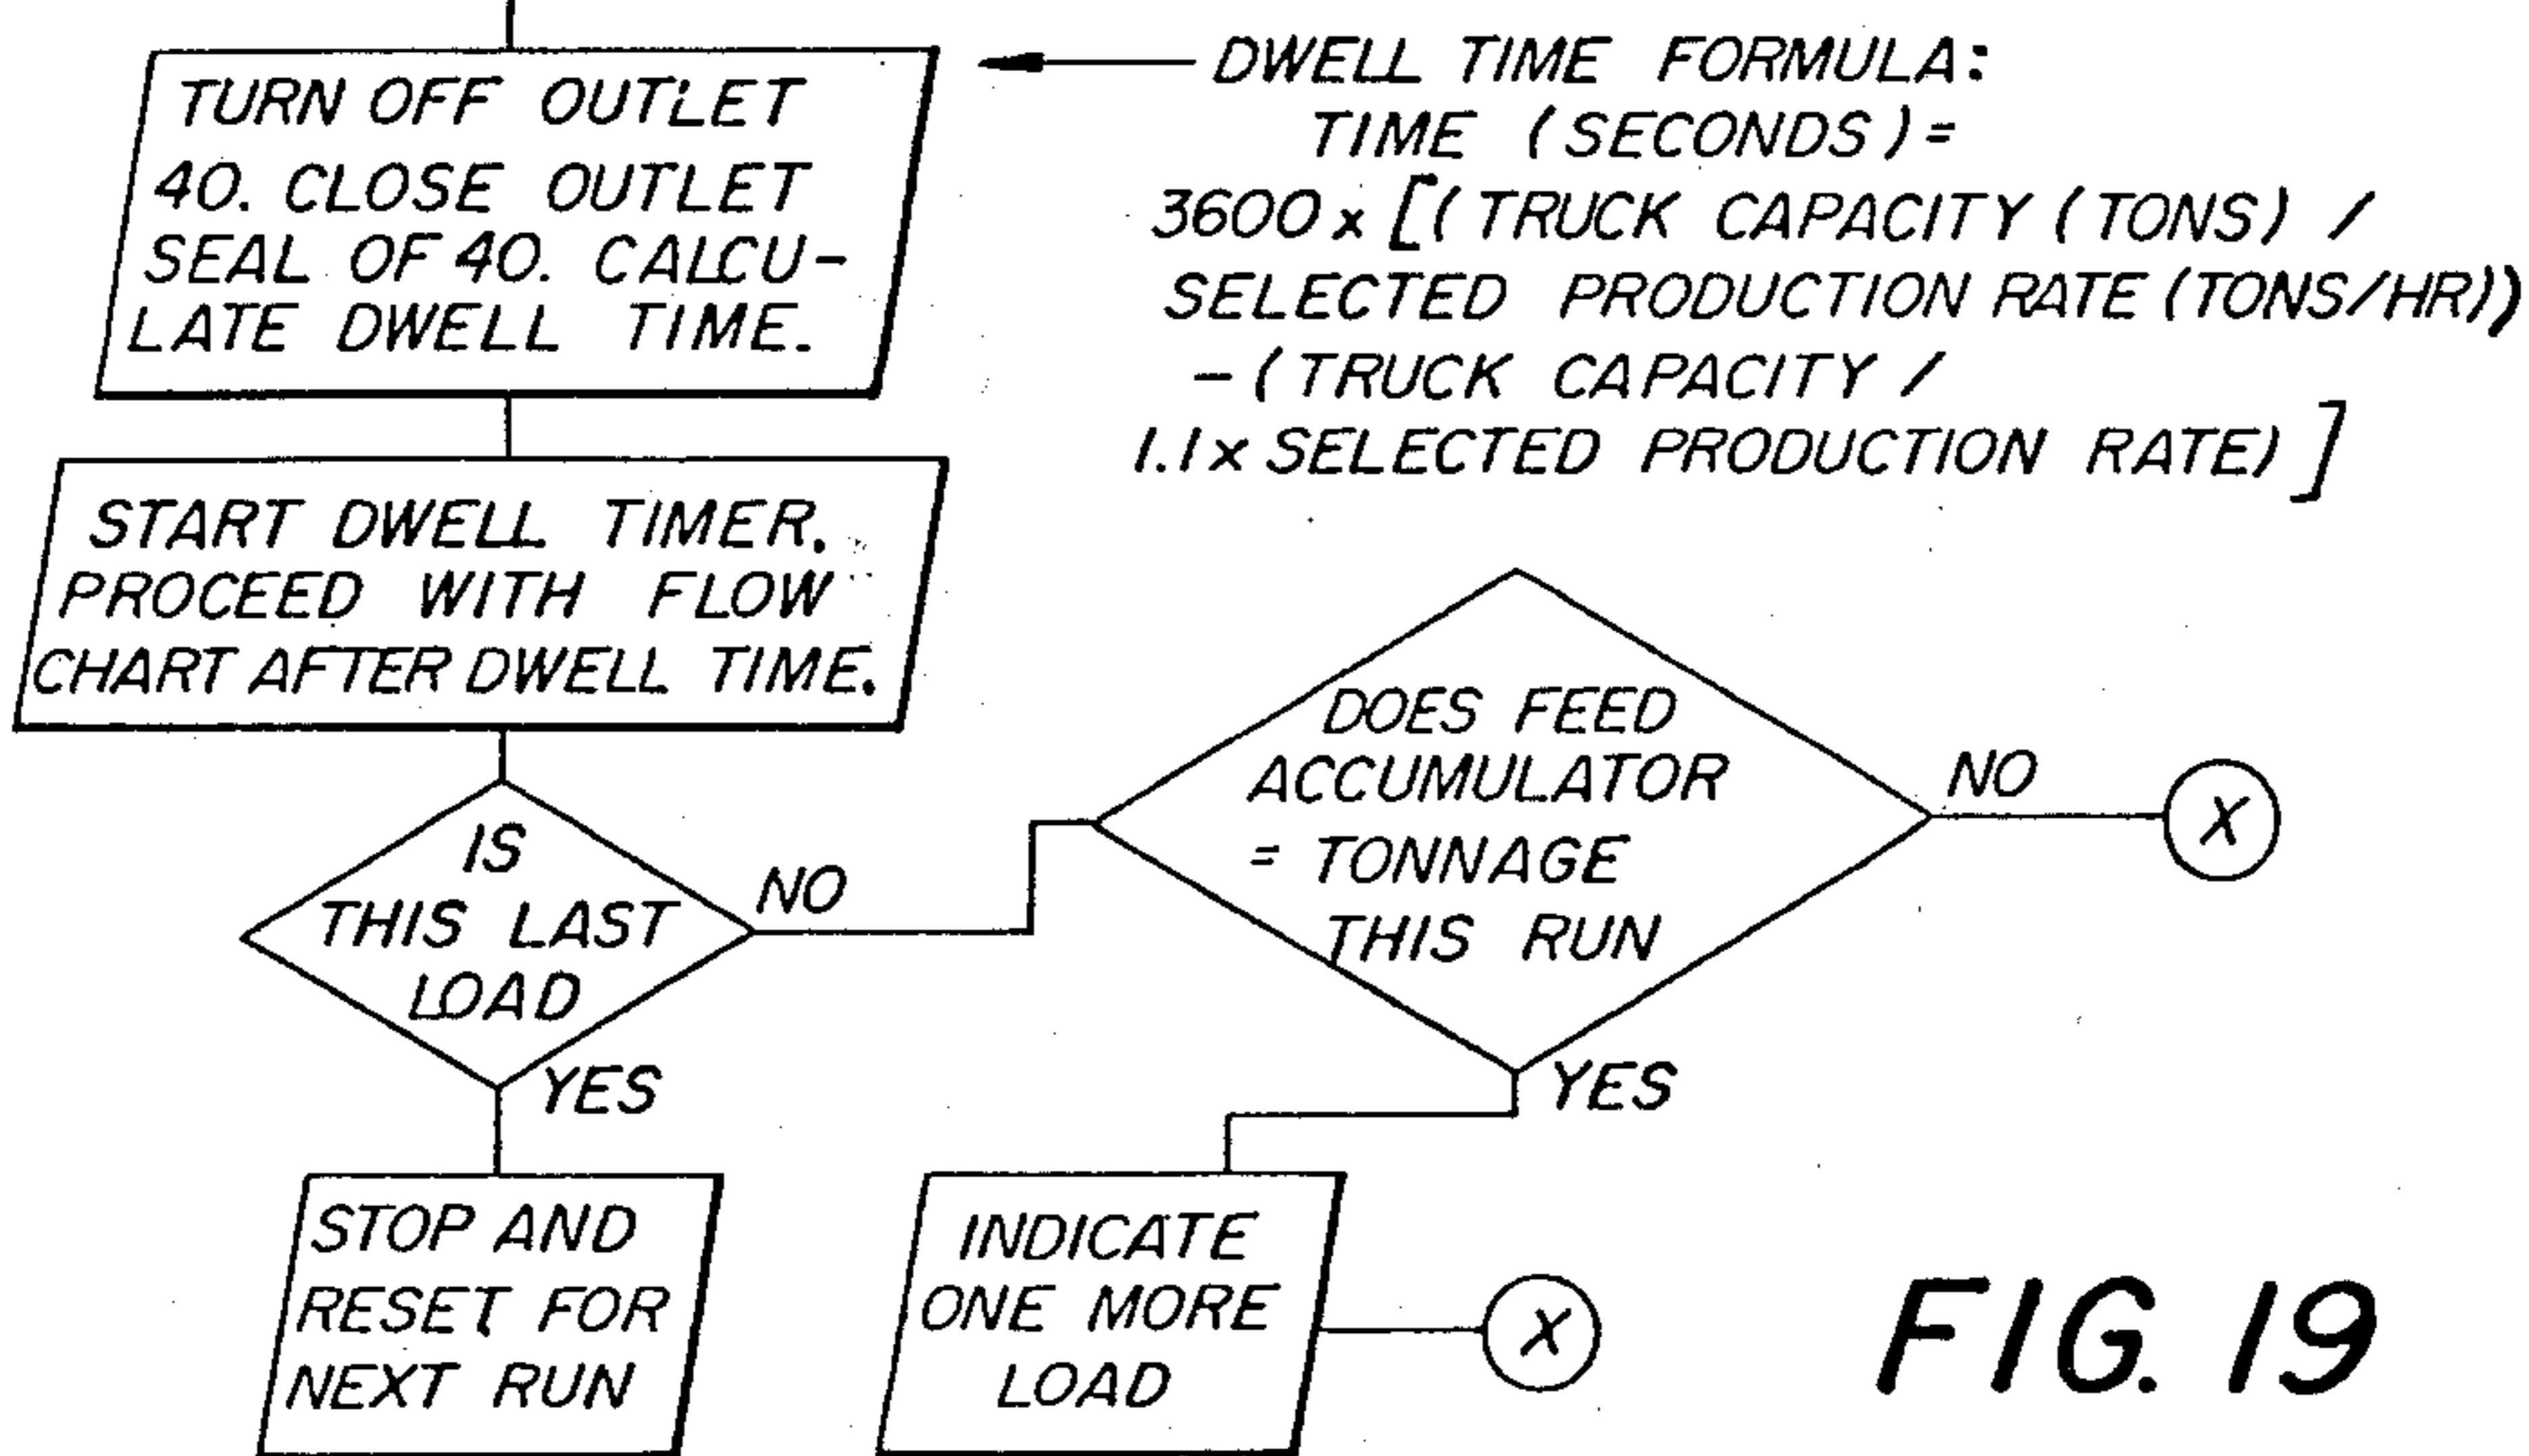 TURN OFF OUTLET
40. CLOSE OUTLET
SEAL OF 40. CALCU-
LATE DWELL TIME.
DWELL TIME FORMULA:
TIME (SECONDS)=
3600 x [(TRUCK CAPACITY (TONS) /
SELECTED PRODUCTION RATE (TONS/HR))
- (TRUCK CAPACITY /
1.1 x SELECTED PRODUCTION RATE)]
START DWELL TIMER.
PROCEED WITH FLOW
CHART AFTER DWELL TIME.
IS
THIS LAST
LOAD
NO
YES
DOES FEED
ACCUMULATOR
= TONNAGE
THIS RUN
NO
X
YES
STOP AND
RESET FOR
NEXT RUN
INDICATE
ONE MORE
LOAD
X
FIG. 19